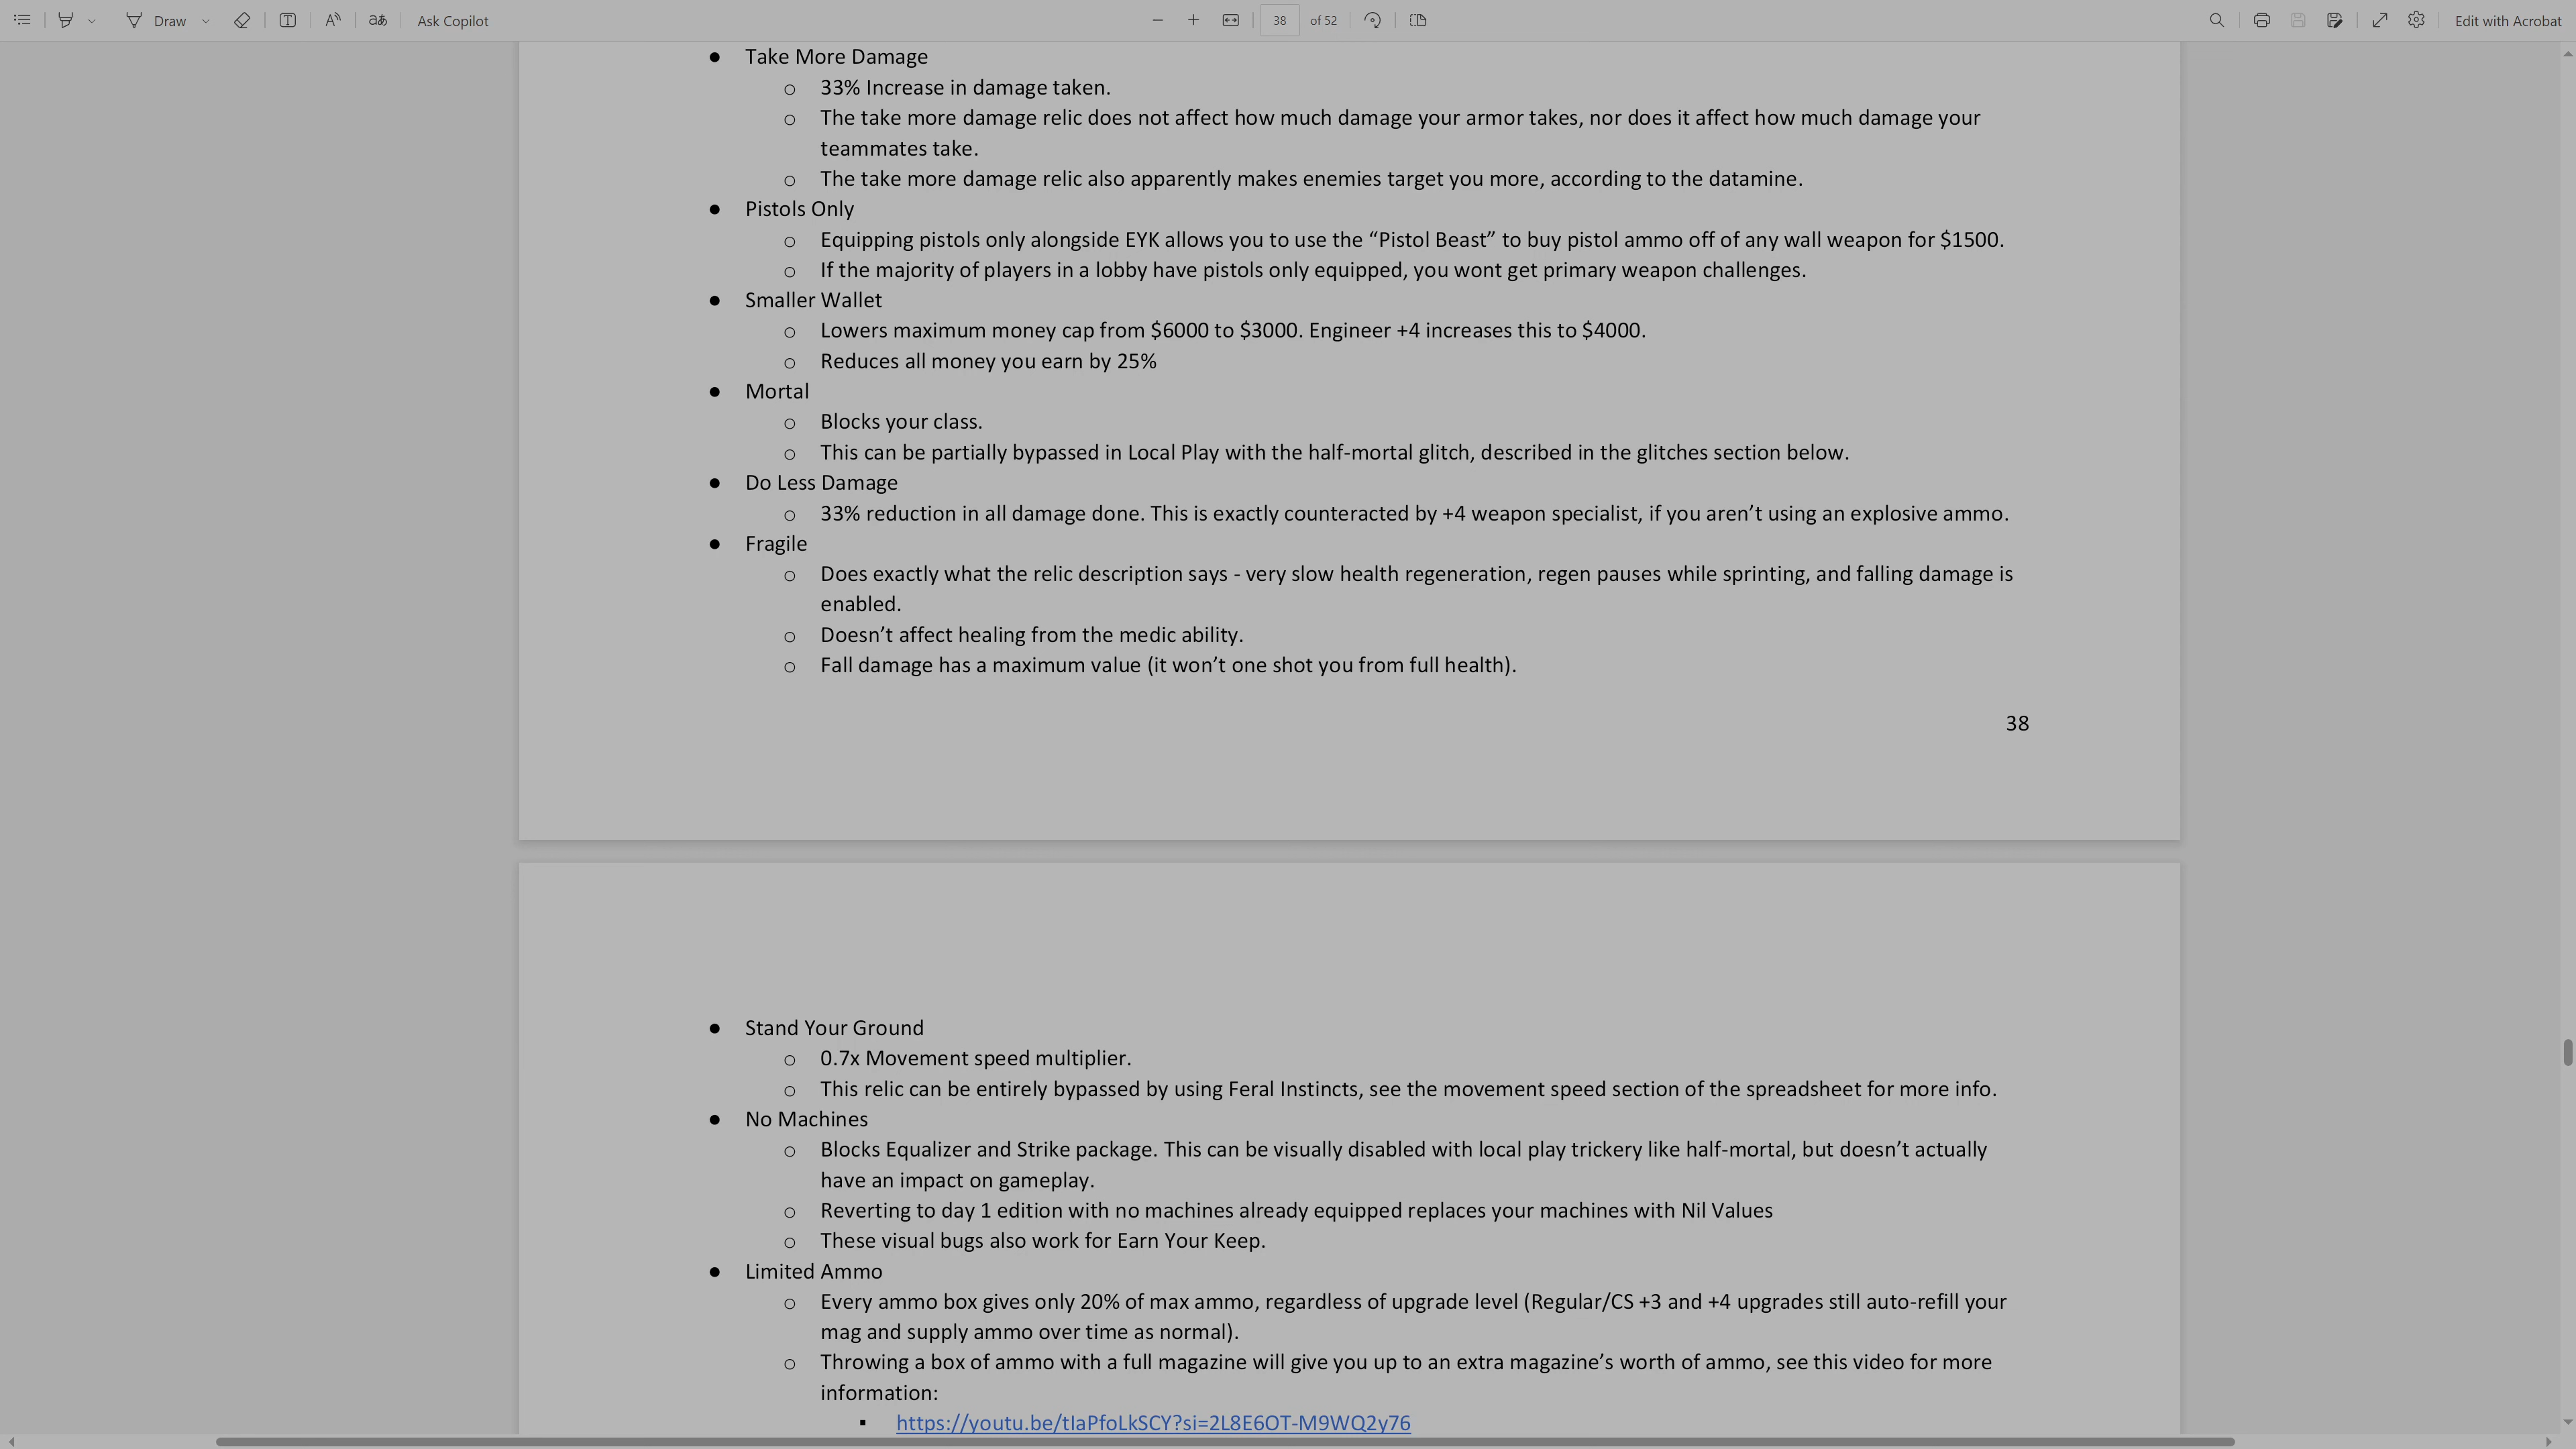 Draw
Ask Copilot
38
of 52
Edit with Acrobat
● Take More Damage
○ 33% Increase in damage taken.
○ The take more damage relic does not affect how much damage your armor takes, nor does it affect how much damage your
teammates take.
○ The take more damage relic also apparently makes enemies target you more, according to the datamine.
● Pistols Only
○ Equipping pistols only alongside EYK allows you to use the “Pistol Beast” to buy pistol ammo off of any wall weapon for $1500.
○ If the majority of players in a lobby have pistols only equipped, you wont get primary weapon challenges.
● Smaller Wallet
○ Lowers maximum money cap from $6000 to $3000. Engineer +4 increases this to $4000.
○ Reduces all money you earn by 25%
● Mortal
○ Blocks your class.
○ This can be partially bypassed in Local Play with the half-mortal glitch, described in the glitches section below.
● Do Less Damage
○ 33% reduction in all damage done. This is exactly counteracted by +4 weapon specialist, if you aren’t using an explosive ammo.
● Fragile
○ Does exactly what the relic description says - very slow health regeneration, regen pauses while sprinting, and falling damage is
enabled.
○ Doesn’t affect healing from the medic ability.
○ Fall damage has a maximum value (it won’t one shot you from full health).
38
● Stand Your Ground
○ 0.7x Movement speed multiplier.
○ This relic can be entirely bypassed by using Feral Instincts, see the movement speed section of the spreadsheet for more info.
● No Machines
○ Blocks Equalizer and Strike package. This can be visually disabled with local play trickery like half-mortal, but doesn’t actually
have an impact on gameplay.
○ Reverting to day 1 edition with no machines already equipped replaces your machines with Nil Values
○ These visual bugs also work for Earn Your Keep.
● Limited Ammo
○ Every ammo box gives only 20% of max ammo, regardless of upgrade level (Regular/CS +3 and +4 upgrades still auto-refill your
mag and supply ammo over time as normal).
○ Throwing a box of ammo with a full magazine will give you up to an extra magazine’s worth of ammo, see this video for more
information:
▪ https://youtu.be/tIaPfoLkSCY?si=2L8E6OT-M9WQ2y76